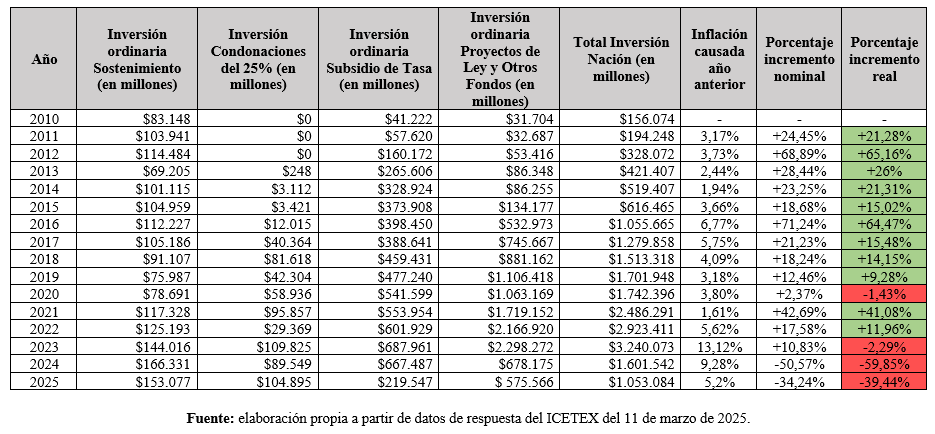 Año | Inversión ordinaria Sostenimiento (en millones) | Inversión Condonaciones del 25% (en millones) | Inversión ordinaria Subsidio de Tasa (en millones) | Inversión ordinaria Proyectos de Ley y Otros Fondos (en millones) | Total Inversión Nación (en millones) | Inflación causada año anterior | Porcentaje incremento nominal | Porcentaje incremento real
2010 | $83.148 | $0 | $41.222 | $31.704 | $156.074 | - | - | -
2011 | $103.941 | $0 | $57.620 | $32.687 | $194.248 | 3,17% | +24,45% | +21,28%
2012 | $114.484 | $0 | $160.172 | $53.416 | $328.072 | 3,73% | +68,89% | +65,16%
2013 | $69.205 | $248 | $265.606 | $86.348 | $421.407 | 2,44% | +28,44% | +26%
2014 | $101.115 | $3.112 | $328.924 | $86.255 | $519.407 | 1,94% | +23,25% | +21,31%
2015 | $104.959 | $3.421 | $373.908 | $134.177 | $616.465 | 3,66% | +18,68% | +15,02%
2016 | $112.227 | $12.015 | $398.450 | $532.973 | $1.055.665 | 6,77% | +71,24% | +64,47%
2017 | $105.186 | $40.364 | $388.641 | $745.667 | $1.279.858 | 5,75% | +21,23% | +15,48%
2018 | $91.107 | $81.618 | $459.431 | $881.162 | $1.513.318 | 4,09% | +18,24% | +14,15%
2019 | $75.987 | $42.304 | $477.240 | $1.106.418 | $1.701.948 | 3,18% | +12,46% | +9,28%
2020 | $78.691 | $58.936 | $541.599 | $1.063.169 | $1.742.396 | 3,80% | +2,37% | -1,43%
2021 | $117.328 | $95.857 | $553.954 | $1.719.152 | $2.486.291 | 1,61% | +42,69% | +41,08%
2022 | $125.193 | $29.369 | $601.929 | $2.166.920 | $2.923.411 | 5,62% | +17,58% | +11,96%
2023 | $144.016 | $109.825 | $687.961 | $2.298.272 | $3.240.073 | 13,12% | +10,83% | -2,29%
2024 | $166.331 | $89.549 | $667.487 | $678.175 | $1.601.542 | 9,28% | -50,57% | -59,85%
2025 | $153.077 | $104.895 | $219.547 | $ 575.566 | $1.053.084 | 5,2% | -34,24% | -39,44%
Fuente: elaboración propia a partir de datos de respuesta del ICETEX del 11 de marzo de 2025.